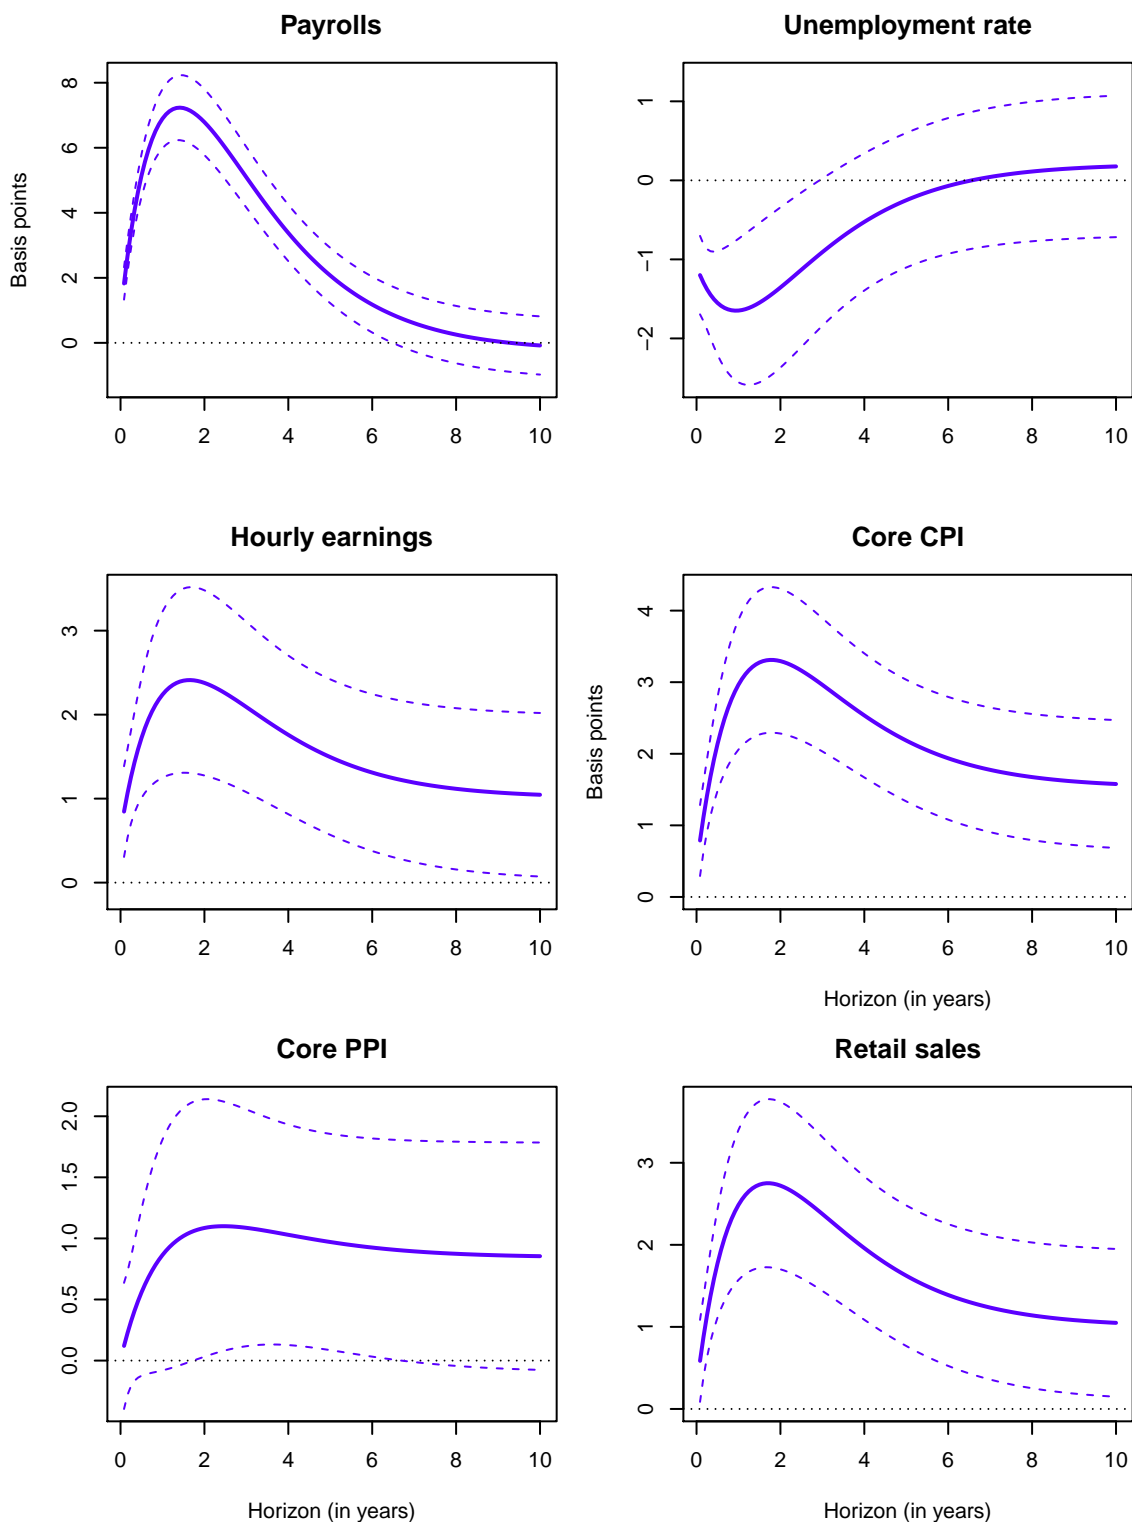 Payrolls
Basis points
8
6
4
2
0
0 2 4 6 8 10
Unemployment rate
1
0
−1
−2
0 2 4 6 8 10
Hourly earnings
3
2
1
0
0 2 4 6 8 10
Core CPI
Basis points
4
3
2
1
0
0 2 4 6 8 10
Horizon (in years)
Core PPI
2.0
1.5
1.0
0.5
0.0
0 2 4 6 8 10
Horizon (in years)
Retail sales
3
2
1
0
0 2 4 6 8 10
Horizon (in years)